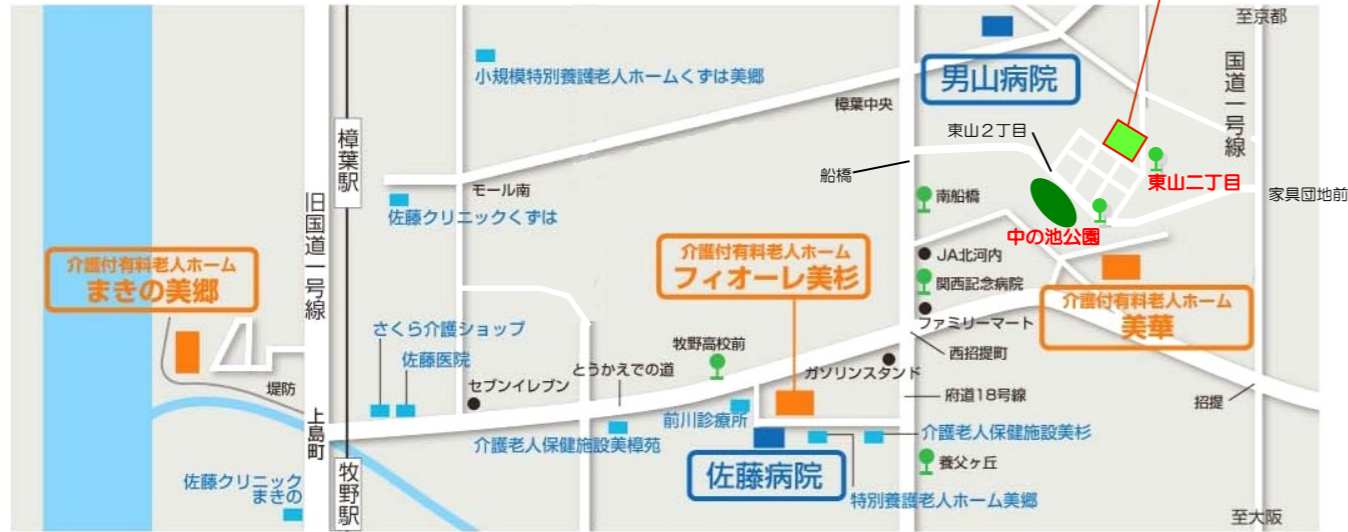 至京都
国道一号線
男山病院
小規模特別養護老人ホームくずは美郷
樟葉中央
東山2丁目
樟葉駅
船橋
東山二丁目
モール南
南船橋
家具団地前
佐藤クリニックくずは
旧国道一号線
中の池公園
JA北河内
介護付有料老人ホーム
まきの美郷
介護付有料老人ホーム
フィオーレ美杉
関西記念病院
介護付有料老人ホーム
美華
ファミリーマート
さくら介護ショップ
佐藤医院
牧野高校前
西招提町
とうかえでの道
ガソリンスタンド
セブンイレブン
堤防
府道18号線
招提
上島町
前川診療所
介護老人保健施設美樟苑
介護老人保健施設美杉
佐藤病院
養父ヶ丘
牧野駅
佐藤クリニック
まきの
特別養護老人ホーム美郷
至大阪